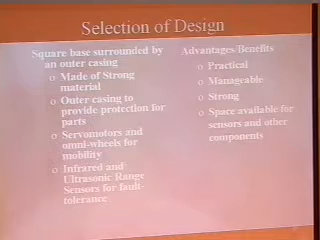 Selection of Design
Square base surrounded by
an outer casing
o Made of Strong
material
o Outer casing to
provide protection for
parts
o Servomotors and
omni-wheels for
mobility
o Infrared and
Ultrasonic Range
Sensors for fault-
tolerance
Advantages/Benefits
o Practical
o Manageable
o Strong
o Space available for
sensors and other
components